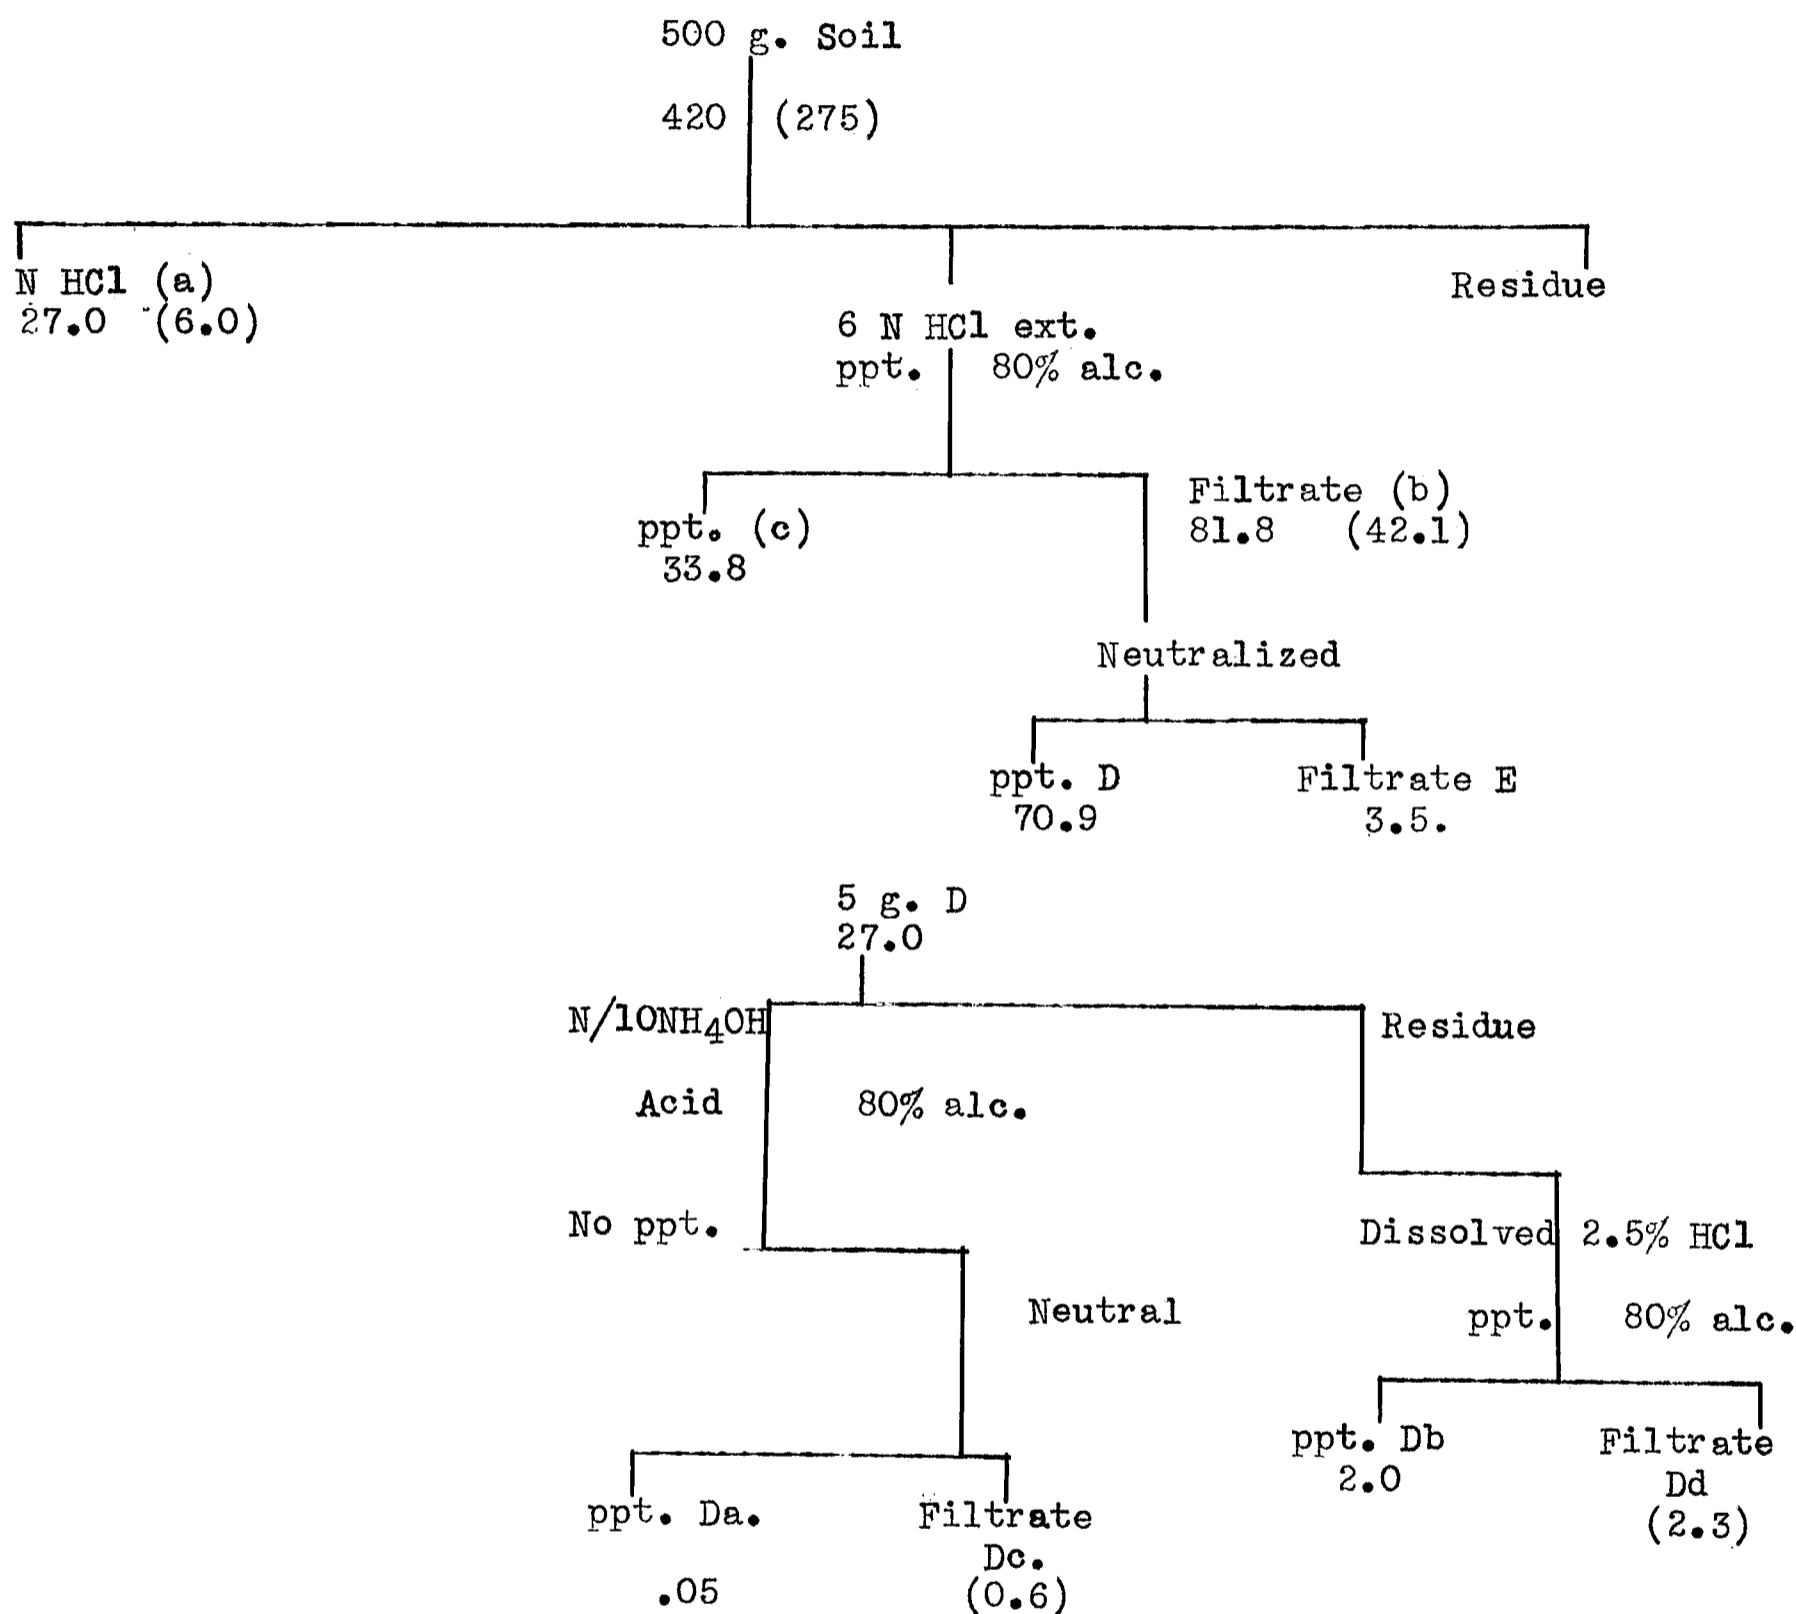 500 g. Soil
420 (275)
N HCl (a)
27.0 (6.0)
6 N HCl ext.
ppt. 80% alc.
Residue
ppt. (c)
33.8
Filtrate (b)
81.8 (42.1)
Neutralized
ppt. D
70.9
Filtrate E
3.5.
5 g. D
27.0
N/10NH4OH
Residue
Acid 80% alc.
No ppt.
Neutral
Dissolved 2.5% HCl
ppt. 80% alc.
ppt. Da.
.05
Filtrate
Dc.
(0.6)
ppt. Db
2.0
Filtrate
Dd
(2.3)